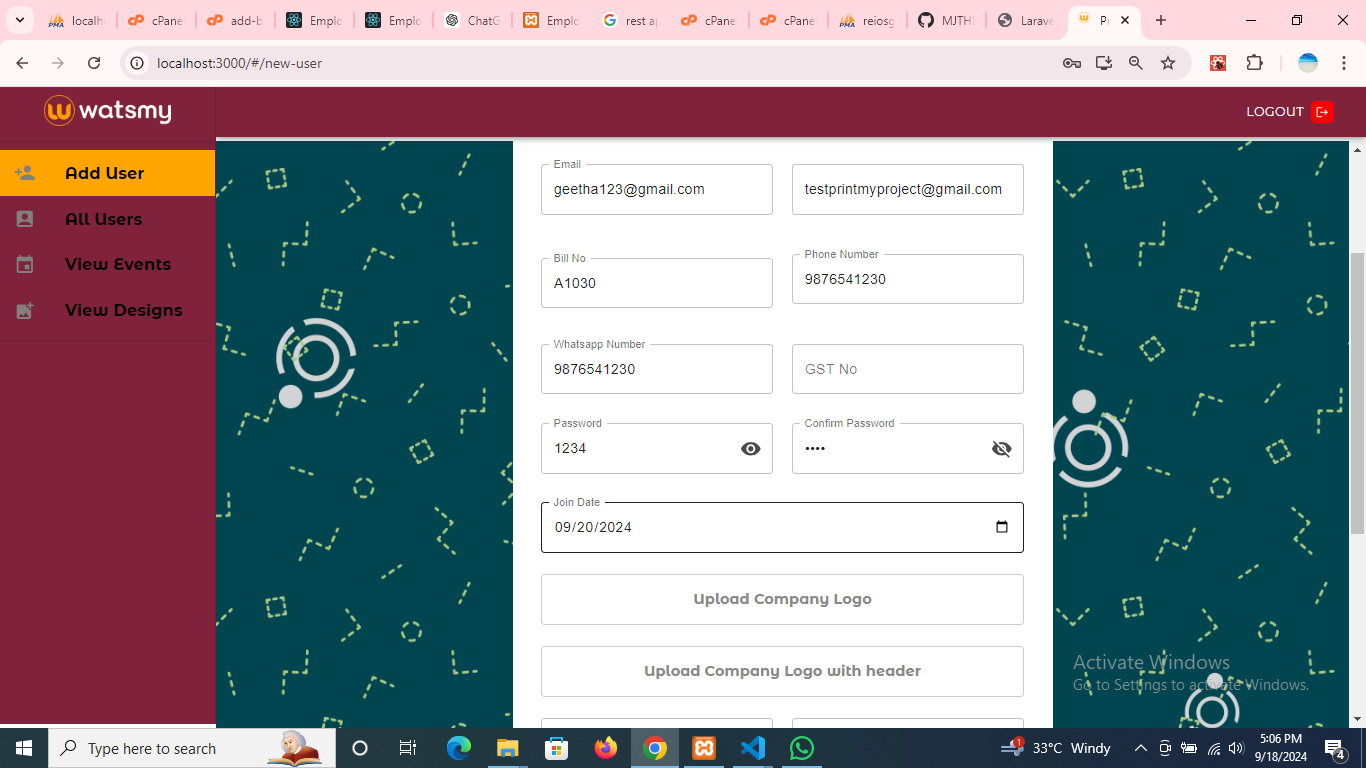 localho
cPane
add-b
Emplo
Emplo
ChatG
Emplo
rest ap
cPane
cPane
reiosg
MJTHi
Larave
Pr
localhost:3000/#/new-user
watsmy
LOGOUT
Add User
All Users
View Events
View Designs
Email
geetha123@gmail.com
testprintmyproject@gmail.com
Bill No
A1030
Phone Number
9876541230
Whatsapp Number
9876541230
GST No
Password
1234
Confirm Password
••••
Join Date
09/20/2024
Upload Company Logo
Upload Company Logo with header
Activate Windows
Go to Settings to activate Windows.
Type here to search
1
33°C Windy
5:06 PM
9/18/2024
4